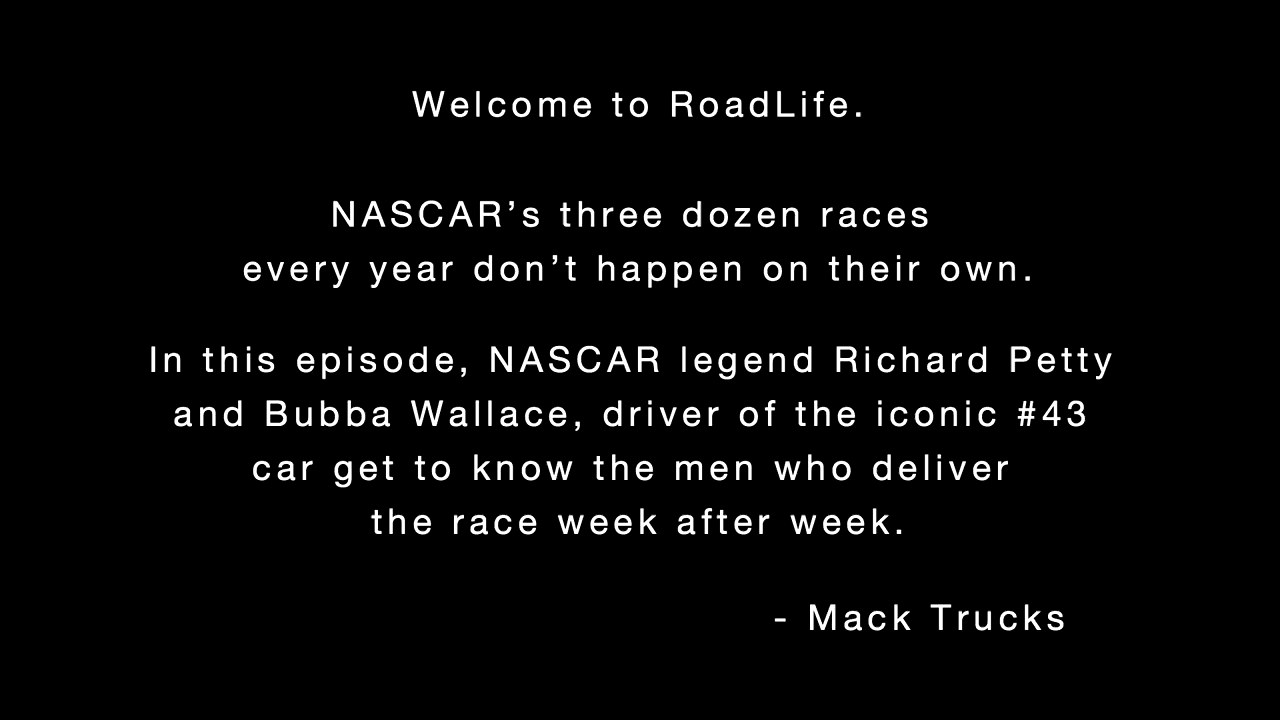 Welcome to RoadLife.
NASCAR’s three dozen races
every year don’t happen on their own.
In this episode, NASCAR legend Richard Petty
and Bubba Wallace, driver of the iconic #43
car get to know the men who deliver
the race week after week.
- Mack Trucks